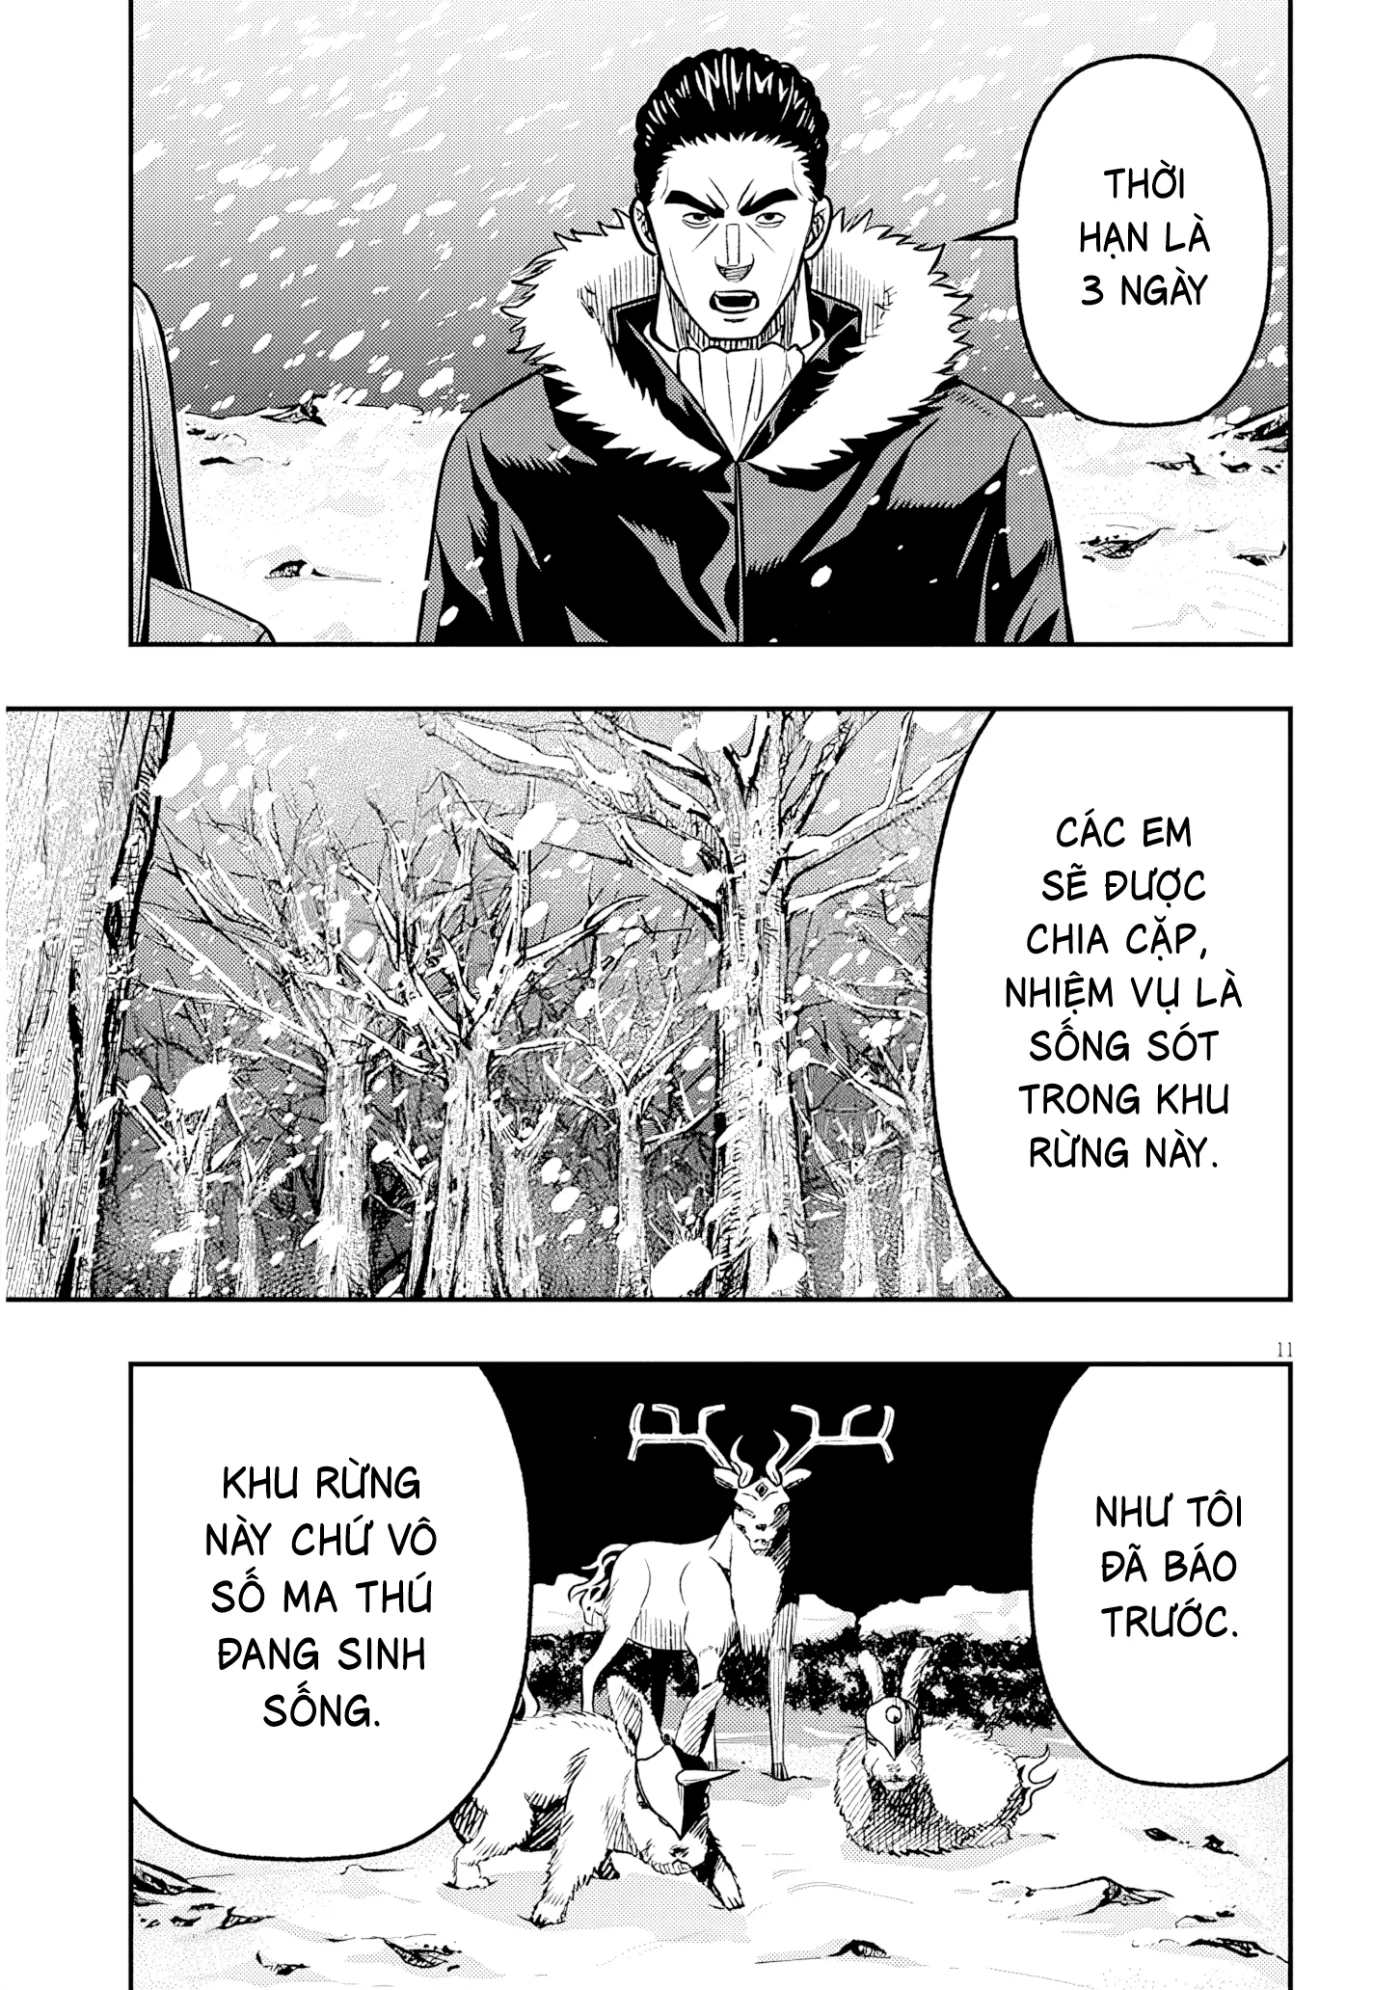 THỜI
HẠN LÀ
3 NGÀY
CÁC EM
SẼ ĐƯỢC
CHIA CẶP,
NHIỆM VỤ LÀ
SỐNG SÓT
TRONG KHU
RỪNG NÀY.
11
NHƯ TÔI
ĐÃ BÁO
TRƯỚC.
KHU RỪNG
NÀY CHỨ VÔ
SỐ MA THÚ
ĐANG SINH
SỐNG.